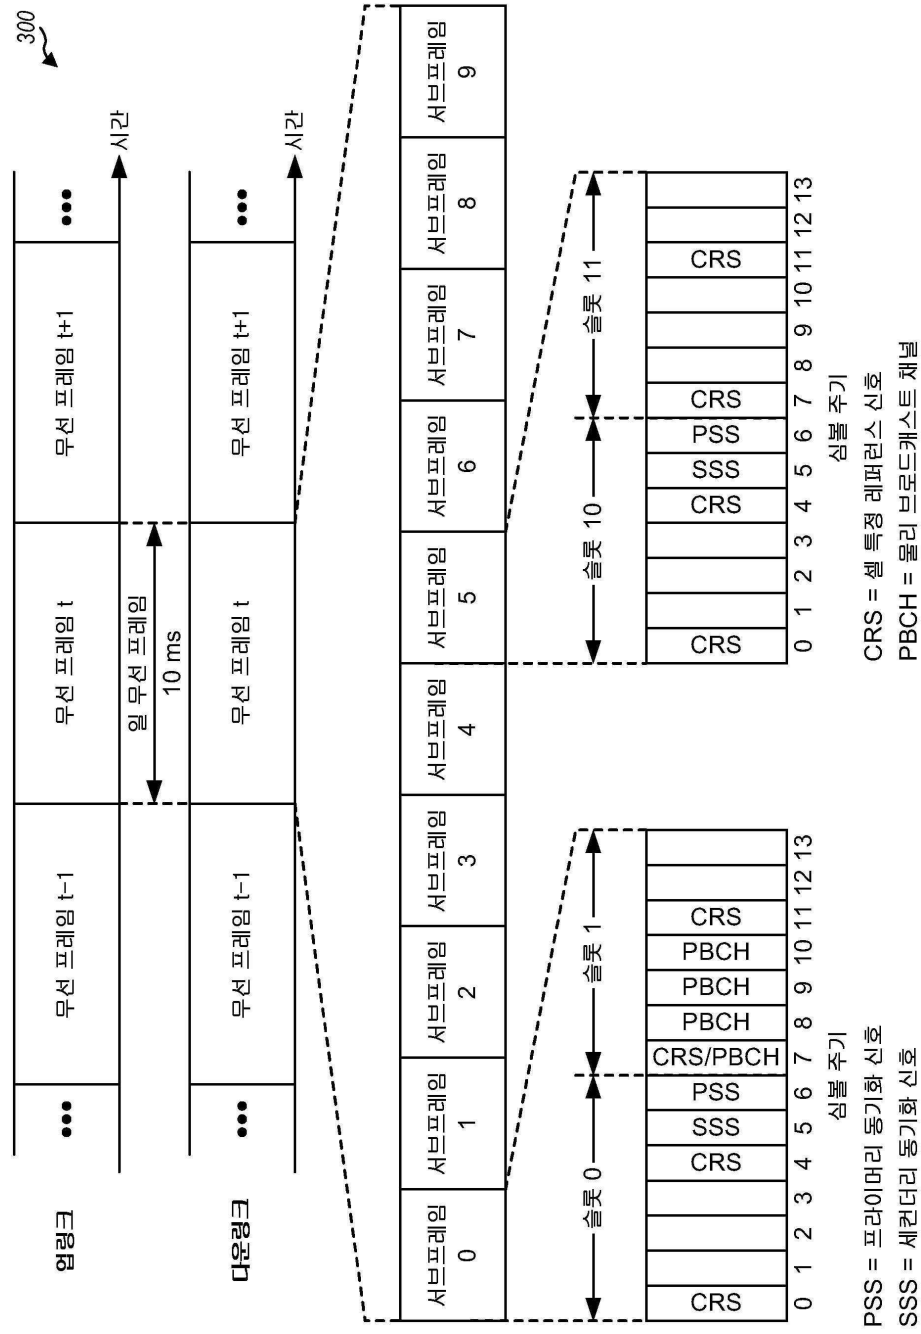 300
업링크
••• 무선 프레임 t−1 무선 프레임 t 무선 프레임 t+1 •••
시간
일 무선 프레임
10 ms
다운링크
••• 무선 프레임 t−1 무선 프레임 t 무선 프레임 t+1 •••
시간
서브프레임 0
서브프레임 1
서브프레임 2
서브프레임 3
서브프레임 4
서브프레임 5
서브프레임 6
서브프레임 7
서브프레임 8
서브프레임 9
슬롯 0 슬롯 1
CRS CRS SSS PSS CRS/PBCH PBCH PBCH PBCH CRS
0 1 2 3 4 5 6 7 8 9 10 11 12 13
심볼 주기
슬롯 10 슬롯 11
CRS CRS SSS PSS CRS CRS
0 1 2 3 4 5 6 7 8 9 10 11 12 13
심볼 주기
PSS = 프라이머리 동기화 신호
SSS = 세컨더리 동기화 신호
CRS = 셀 특정 레퍼런스 신호
PBCH = 물리 브로드캐스트 채널